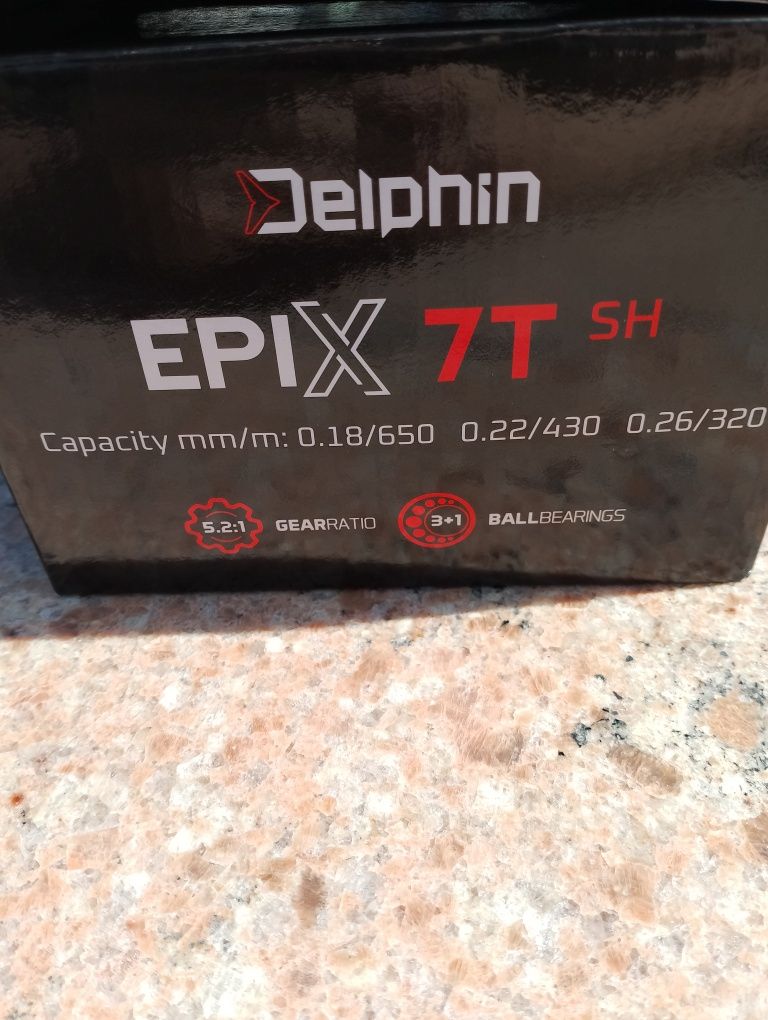 Delphin
EPIX 7T SH
Capacity mm/m: 0.18/650 0.22/430 0.26/320
5.2:1 GEARRATIO 3+1 BALLBEARINGS